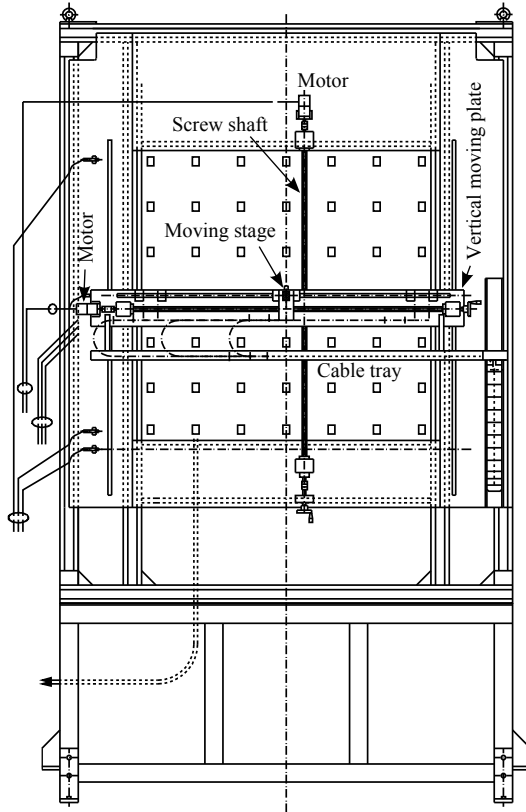 Motor
Screw shaft
Vertical moving plate
Moving stage
Motor
Cable tray